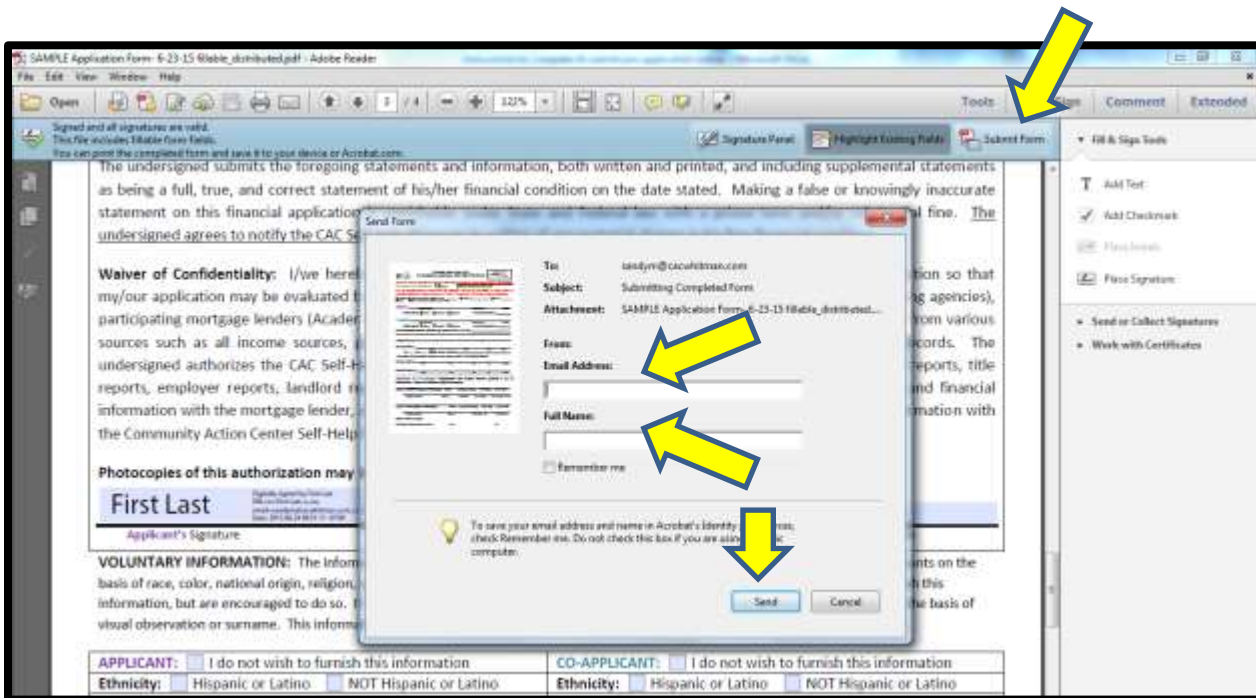 SAMPLE Application Form- 6-23-15 fillable_distributed.pdf - Adobe Reader
File Edit View Window Help
Open 3 / 4 122% Tools Sign Comment Extended
Signed and all signatures are valid.
This file includes fillable form fields.
You can print the completed form and save it to your device or Acrobat.com.
Signature Panel Highlight Existing Fields Submit Form
Fill & Sign Tools
Add Text
Add Checkmark
Place Initials
Place Signature
Send or Collect Signatures
Work with Certificates
The undersigned submits the foregoing statements and information, both written and printed, and including supplemental statements
as being a full, true, and correct statement of his/her financial condition on the date stated. Making a false or knowingly inaccurate
statement on this financial application fine. The
undersigned agrees to notify the CAC
Waiver of Confidentiality: I/we so that
my/our application may be evaluated agencies),
participating mortgage lenders from various
sources such as all income sources, The
undersigned authorizes the CAC title
reports, employer reports, landlord and financial
information with the mortgage lender, with
the Community Action Center Self-Help
Photocopies of this authorization may
First Last
Applicant's Signature
VOLUNTARY INFORMATION: The on the
basis of race, color, national origin, religion, this
information, but are encouraged to do so. basis of
visual observation or surname. This
APPLICANT: I do not wish to furnish this information CO-APPLICANT: I do not wish to furnish this information
Ethnicity: Hispanic or Latino NOT Hispanic or Latino Ethnicity: Hispanic or Latino NOT Hispanic or Latino
Send Form
To: sandym@cacwhitman.com
Subject: Submitting Completed Form
Attachment: SAMPLE Application Form- 6-23-15 fillable_distributed....
From:
Email Address:
Full Name:
Remember me
To save your email address and name in Acrobat's Identity
check Remember me. Do not check this box if you are
computer.
Send Cancel